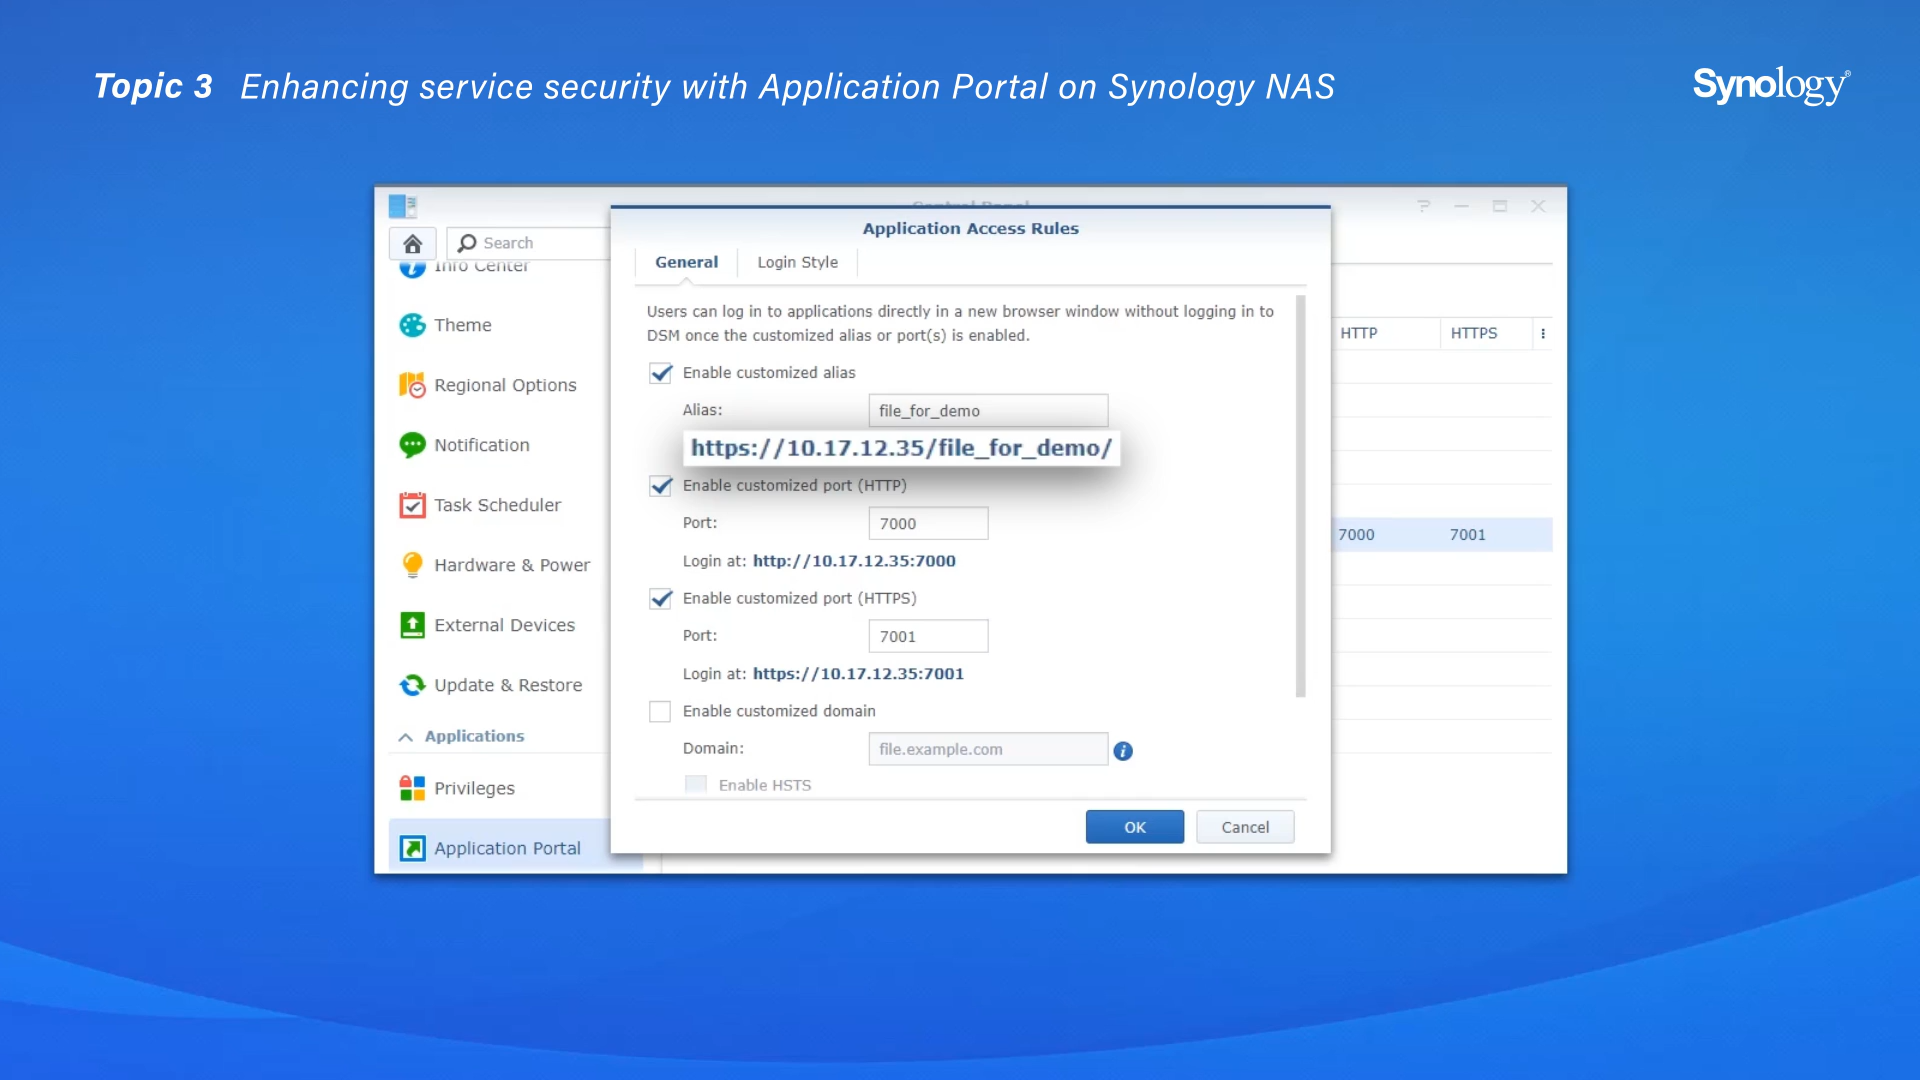 Topic 3 Enhancing service security with Application Portal on Synology NAS
Synology®
Control Panel
Search
Info Center
Theme
Regional Options
Notification
Task Scheduler
Hardware & Power
External Devices
Update & Restore
Applications
Privileges
Application Portal
Application Access Rules
General Login Style
Users can log in to applications directly in a new browser window without logging in to
DSM once the customized alias or port(s) is enabled.
Enable customized alias
Alias: file_for_demo
https://10.17.12.35/file_for_demo/
Enable customized port (HTTP)
Port: 7000
Login at: http://10.17.12.35:7000
Enable customized port (HTTPS)
Port: 7001
Login at: https://10.17.12.35:7001
Enable customized domain
Domain: file.example.com
Enable HSTS
OK Cancel
HTTP HTTPS
7000 7001